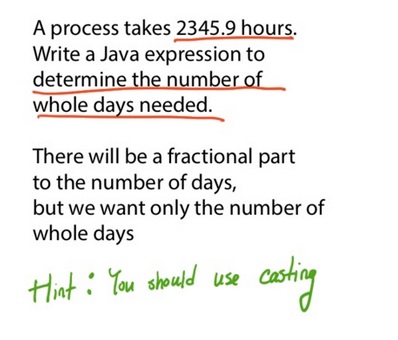 A process takes 2345.9 hours.
Write a Java expression to
determine the number of
whole days needed.
There will be a fractional part
to the number of days,
but we want only the number of
whole days
Hint: You should use casting